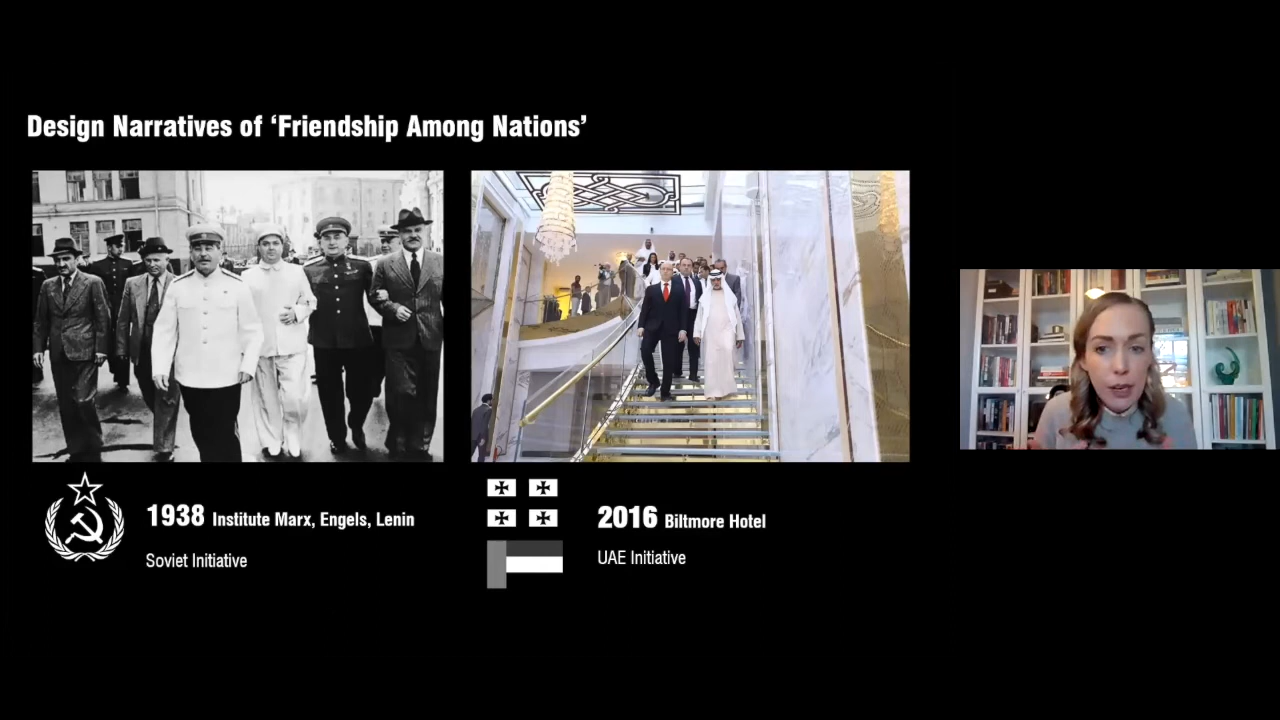 Design Narratives of ‘Friendship Among Nations’
1938 Institute Marx, Engels, Lenin
Soviet Initiative
2016 Biltmore Hotel
UAE Initiative